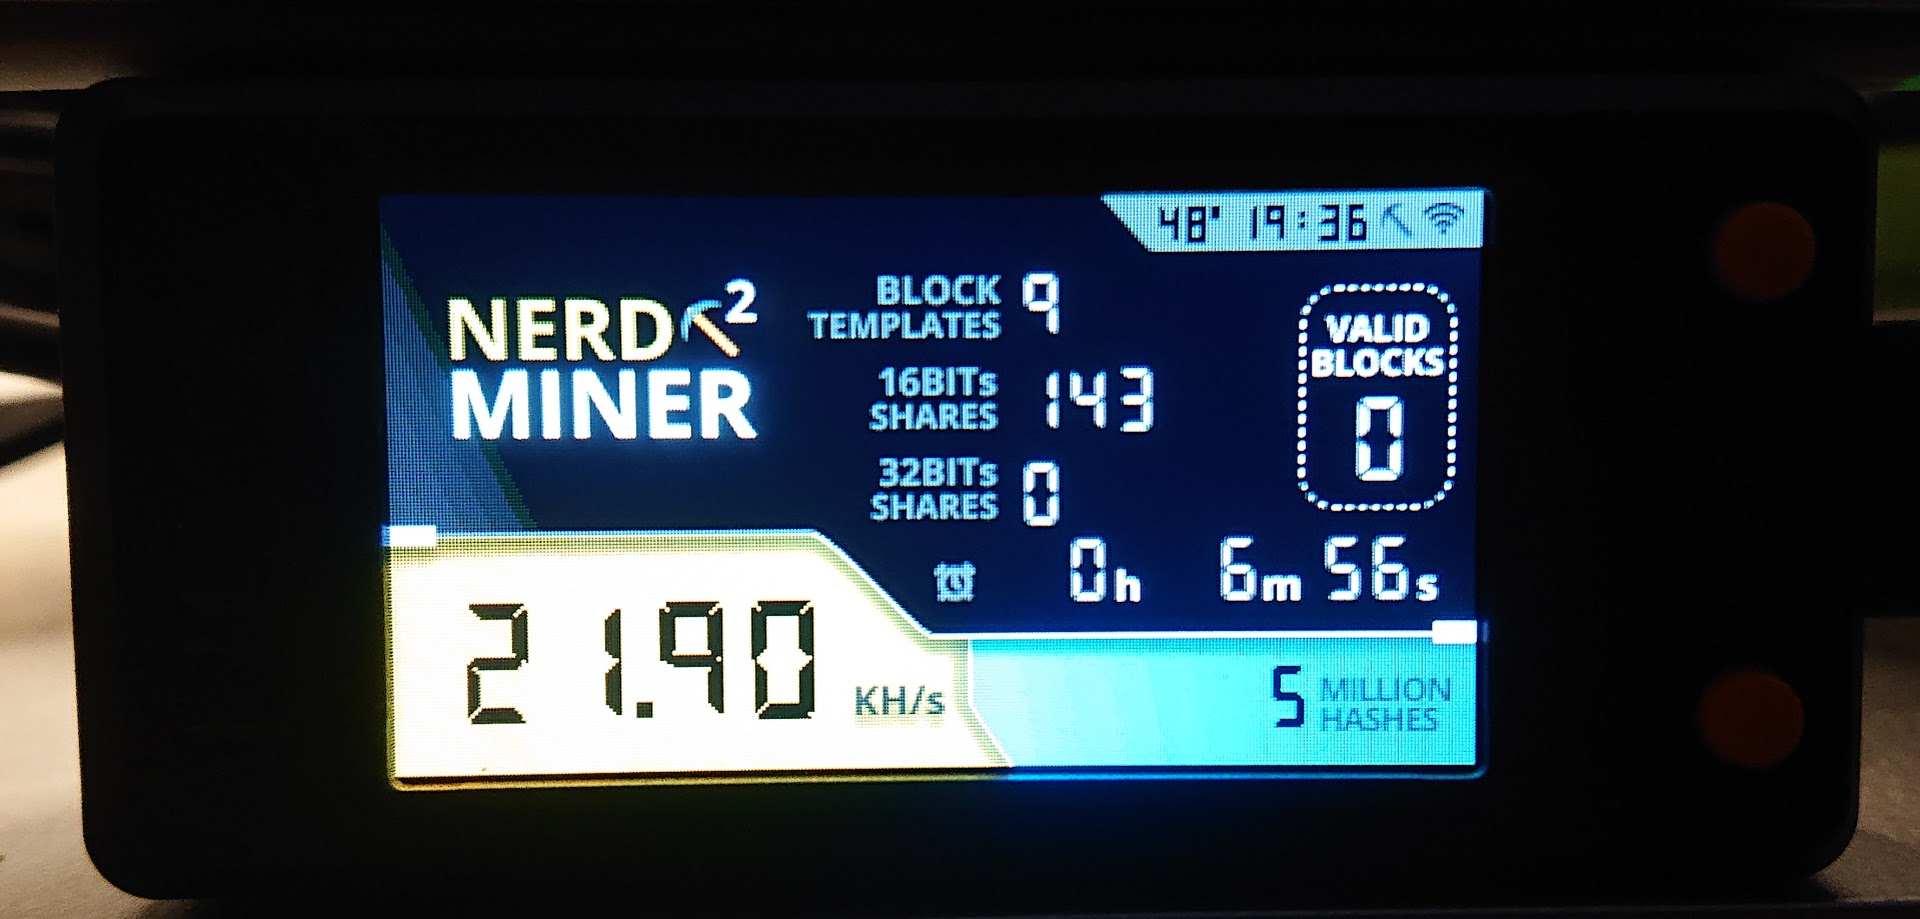 48° 19:36
NERD 2
MINER
BLOCK
TEMPLATES 9
16BITs
SHARES 143
32BITs
SHARES 0
VALID
BLOCKS
0
0h 6m 56s
21.90 KH/s
5 MILLION
HASHES